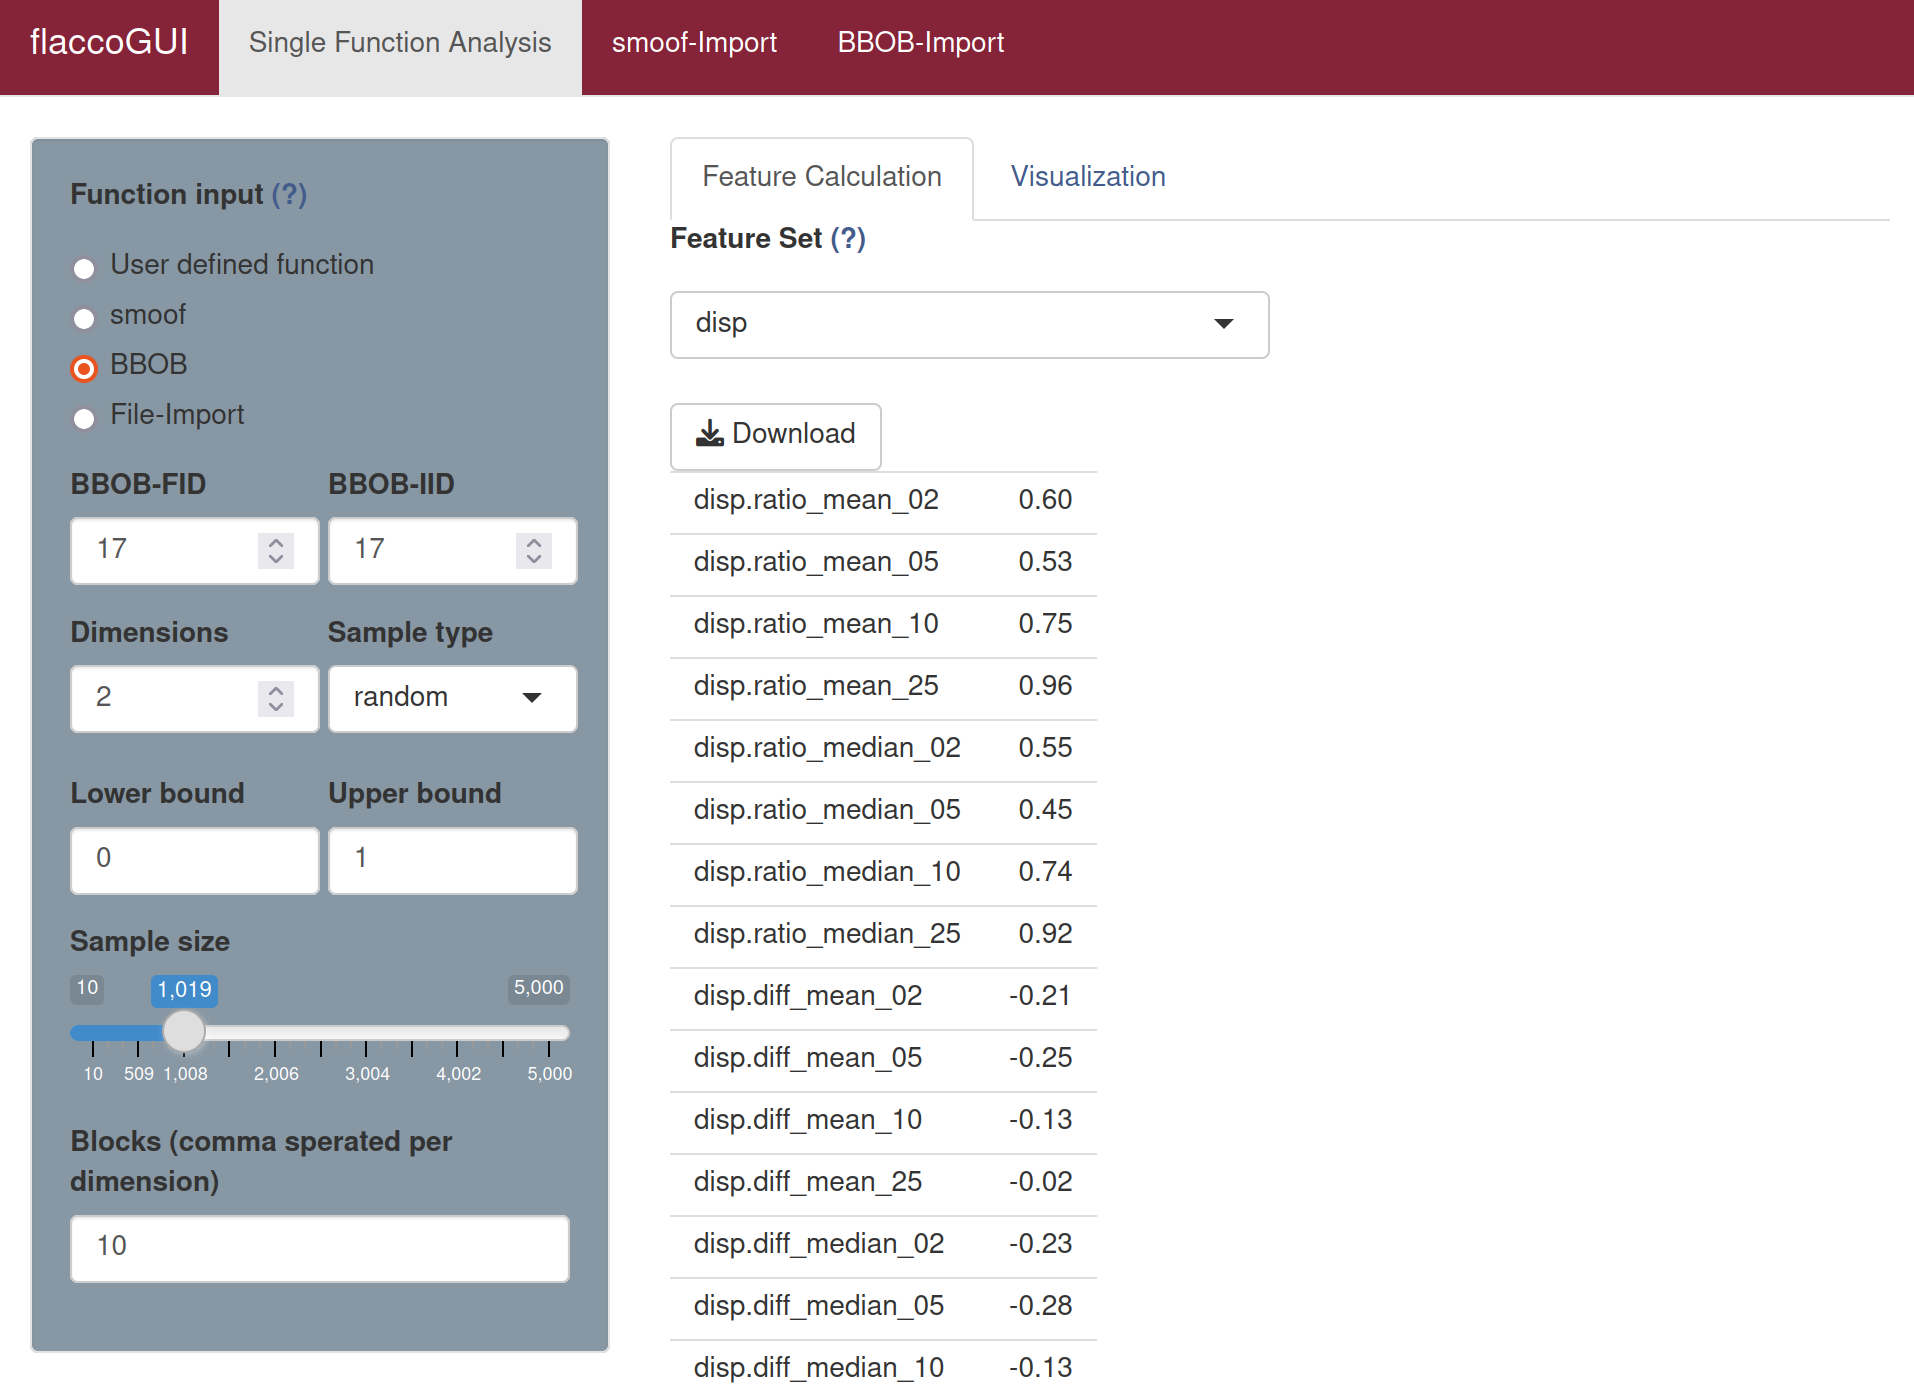 flaccoGUI Single Function Analysis smoof-Import BBOB-Import
Function input (?)
User defined function
smoof
BBOB
File-Import
BBOB-FID BBOB-IID
17 17
Dimensions Sample type
2 random
Lower bound Upper bound
0 1
Sample size
10 1,019 5,000
10 509 1,008 2,006 3,004 4,002 5,000
Blocks (comma sperated per
dimension)
10
Feature Calculation Visualization
Feature Set (?)
disp
Download
disp.ratio_mean_02 0.60
disp.ratio_mean_05 0.53
disp.ratio_mean_10 0.75
disp.ratio_mean_25 0.96
disp.ratio_median_02 0.55
disp.ratio_median_05 0.45
disp.ratio_median_10 0.74
disp.ratio_median_25 0.92
disp.diff_mean_02 -0.21
disp.diff_mean_05 -0.25
disp.diff_mean_10 -0.13
disp.diff_mean_25 -0.02
disp.diff_median_02 -0.23
disp.diff_median_05 -0.28
disp.diff_median_10 -0.13